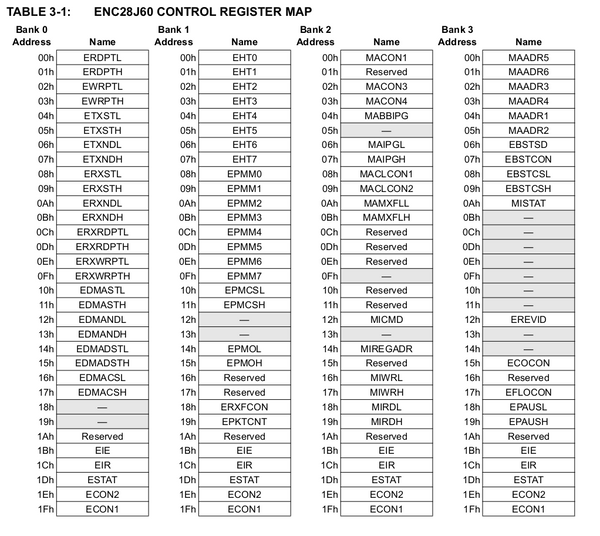 TABLE 3-1: ENC28J60 CONTROL REGISTER MAP
Bank 0 Bank 1 Bank 2 Bank 3
Address Name Address Name Address Name Address Name
00h ERDPTL 00h EHT0 00h MACON1 00h MAADR5
01h ERDPTH 01h EHT1 01h Reserved 01h MAADR6
02h EWRPTL 02h EHT2 02h MACON3 02h MAADR3
03h EWRPTH 03h EHT3 03h MACON4 03h MAADR4
04h ETXSTL 04h EHT4 04h MABBIPG 04h MAADR1
05h ETXSTH 05h EHT5 05h — 05h MAADR2
06h ETXNDL 06h EHT6 06h MAIPGL 06h EBSTSD
07h ETXNDH 07h EHT7 07h MAIPGH 07h EBSTCON
08h ERXSTL 08h EPMM0 08h MACLCON1 08h EBSTCSL
09h ERXSTH 09h EPMM1 09h MACLCON2 09h EBSTCSH
0Ah ERXNDL 0Ah EPMM2 0Ah MAMXFLL 0Ah MISTAT
0Bh ERXNDH 0Bh EPMM3 0Bh MAMXFLH 0Bh —
0Ch ERXRDPTL 0Ch EPMM4 0Ch Reserved 0Ch —
0Dh ERXRDPTH 0Dh EPMM5 0Dh Reserved 0Dh —
0Eh ERXWRPTL 0Eh EPMM6 0Eh Reserved 0Eh —
0Fh ERXWRPTH 0Fh EPMM7 0Fh — 0Fh —
10h EDMASTL 10h EPMCSL 10h Reserved 10h —
11h EDMASTH 11h EPMCSH 11h Reserved 11h —
12h EDMANDL 12h — 12h MICMD 12h EREVID
13h EDMANDH 13h — 13h — 13h —
14h EDMADSTL 14h EPMOL 14h MIREGADR 14h —
15h EDMADSTH 15h EPMOH 15h Reserved 15h ECOCON
16h EDMACSL 16h Reserved 16h MIWRL 16h Reserved
17h EDMACSH 17h Reserved 17h MIWRH 17h EFLOCON
18h — 18h ERXFCON 18h MIRDL 18h EPAUSL
19h — 19h EPKTCNT 19h MIRDH 19h EPAUSH
1Ah Reserved 1Ah Reserved 1Ah Reserved 1Ah Reserved
1Bh EIE 1Bh EIE 1Bh EIE 1Bh EIE
1Ch EIR 1Ch EIR 1Ch EIR 1Ch EIR
1Dh ESTAT 1Dh ESTAT 1Dh ESTAT 1Dh ESTAT
1Eh ECON2 1Eh ECON2 1Eh ECON2 1Eh ECON2
1Fh ECON1 1Fh ECON1 1Fh ECON1 1Fh ECON1